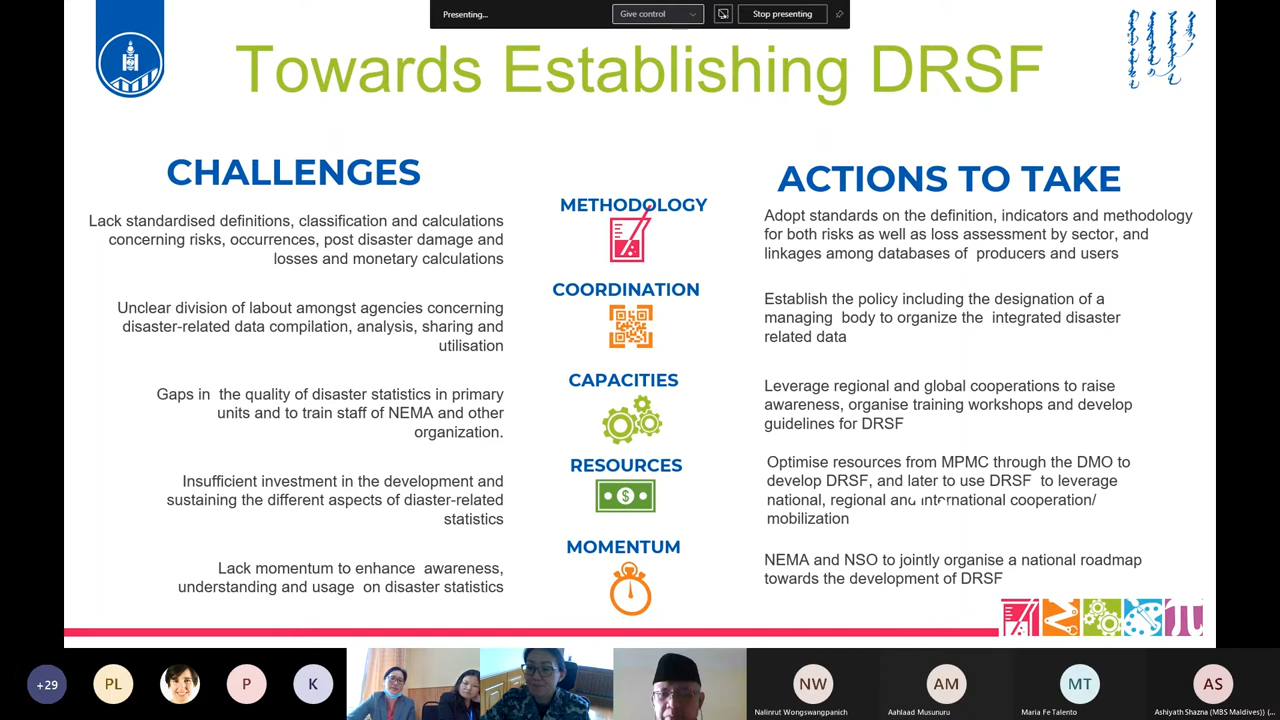 Presenting...
Give control
Stop presenting
Towards Establishing DRSF
CHALLENGES
ACTIONS TO TAKE
METHODOLOGY
Lack standardised definitions, classification and calculations
concerning risks, occurrences, post disaster damage and
losses and monetary calculations
Adopt standards on the definition, indicators and methodology
for both risks as well as loss assessment by sector, and
linkages among databases of producers and users
COORDINATION
Unclear division of labout amongst agencies concerning
disaster-related data compilation, analysis, sharing and
utilisation
Establish the policy including the designation of a
managing body to organize the integrated disaster
related data
CAPACITIES
Gaps in the quality of disaster statistics in primary
units and to train staff of NEMA and other
organization.
Leverage regional and global cooperations to raise
awareness, organise training workshops and develop
guidelines for DRSF
RESOURCES
Insufficient investment in the development and
sustaining the different aspects of diaster-related
statistics
Optimise resources from MPMC through the DMO to
develop DRSF, and later to use DRSF to leverage
national, regional and international cooperation/
mobilization
MOMENTUM
Lack momentum to enhance awareness,
understanding and usage on disaster statistics
NEMA and NSO to jointly organise a national roadmap
towards the development of DRSF
+29
PL
P
K
NW
AM
MT
AS
Nalinrut Wongswangpanich
Aahlaad Musunuru
Maria Fe Talento
Ashiyath Shazna (MBS Maldives)) (...